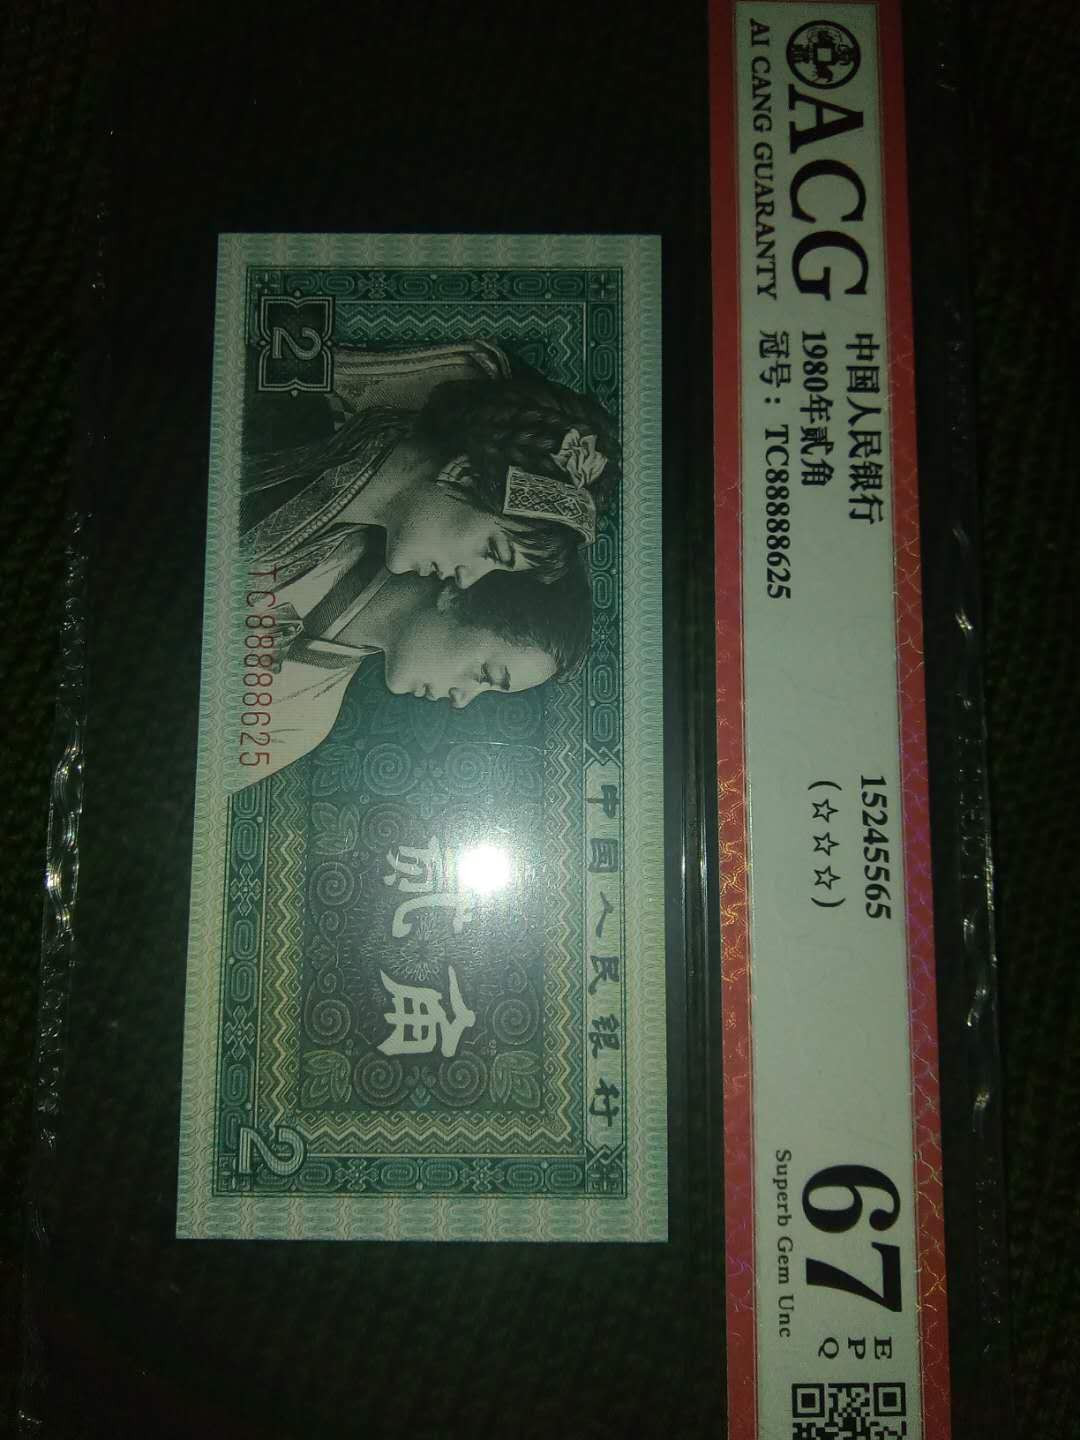 ACG
AI CANG GUARANTY
中国人民银行
1980年贰角
冠号：TC88888625
15245565
(☆☆☆)
67
EPQ
Superb Gem Unc
中国人民银行
2
贰角
TC88888625
2